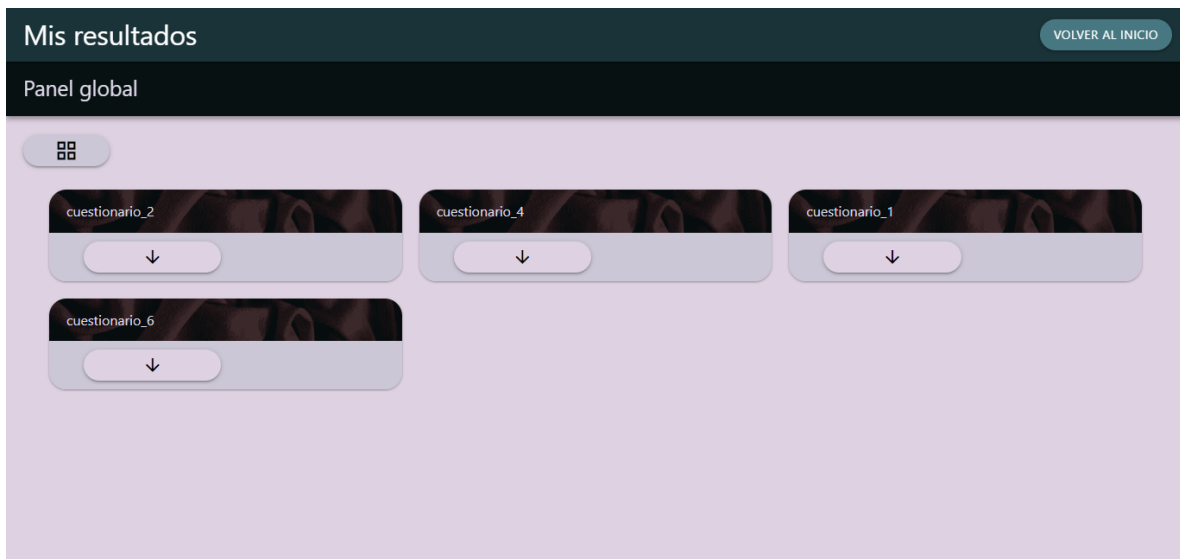 Mis resultados
VOLVER AL INICIO
Panel global
cuestionario_2
cuestionario_4
cuestionario_1
cuestionario_6